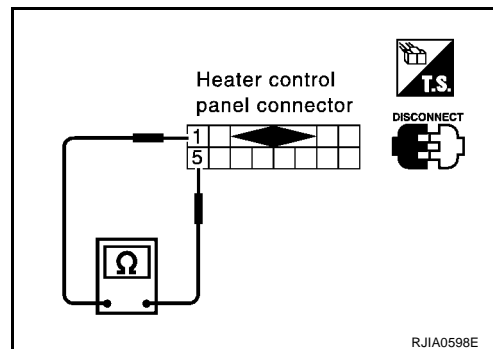 Heater control
panel connector
T.S.
DISCONNECT
1
5
Ω
RJIA0598E